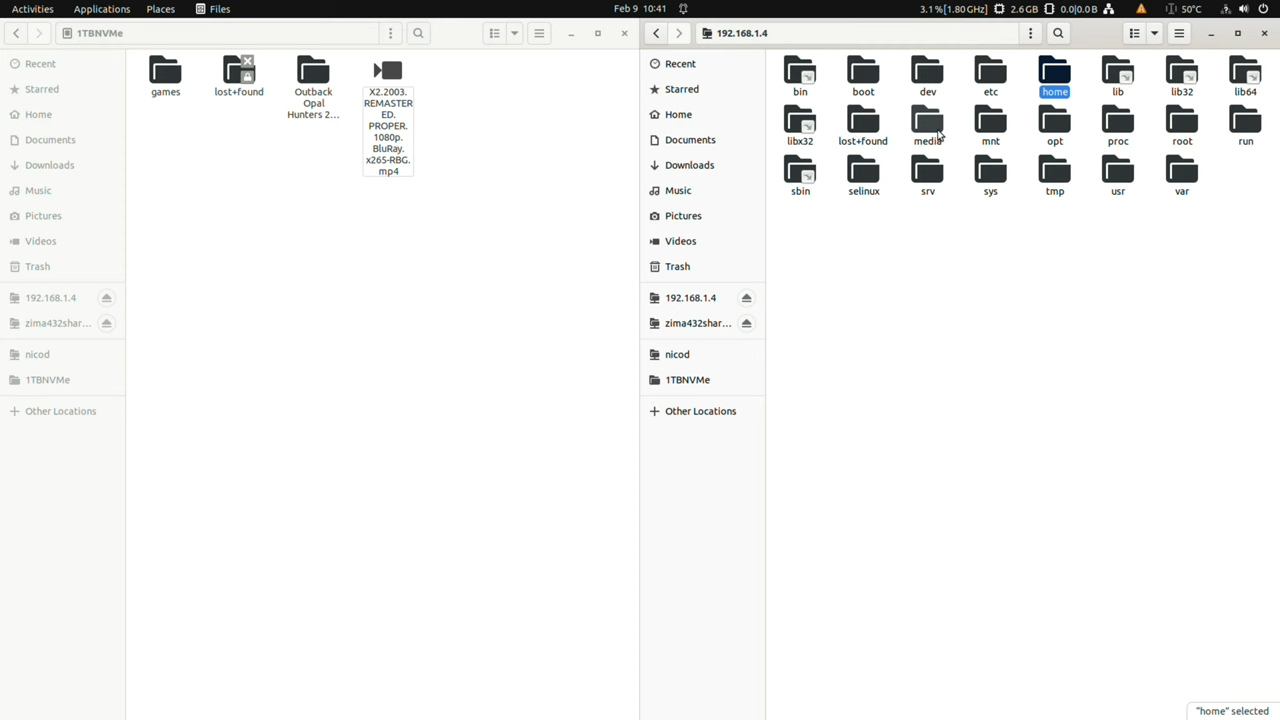 Activities Applications Places Files Feb 9 10:41 3.1%[1.80GHz] 2.6GB 0.0|0.0B 50°C
1TBNVMe
Recent
Starred
Home
Documents
Downloads
Music
Pictures
Videos
Trash
192.168.1.4
zima432shar...
nicod
1TBNVMe
Other Locations
games
lost+found
Outback
Opal
Hunters 2...
X2.2003.
REMASTER
ED.
PROPER.
1080p.
BluRay.
x265-RBG.
mp4
192.168.1.4
Recent
Starred
Home
Documents
Downloads
Music
Pictures
Videos
Trash
192.168.1.4
zima432shar...
nicod
1TBNVMe
Other Locations
bin boot dev etc home lib lib32 lib64
libx32 lost+found media mnt opt proc root run
sbin selinux srv sys tmp usr var
"home" selected